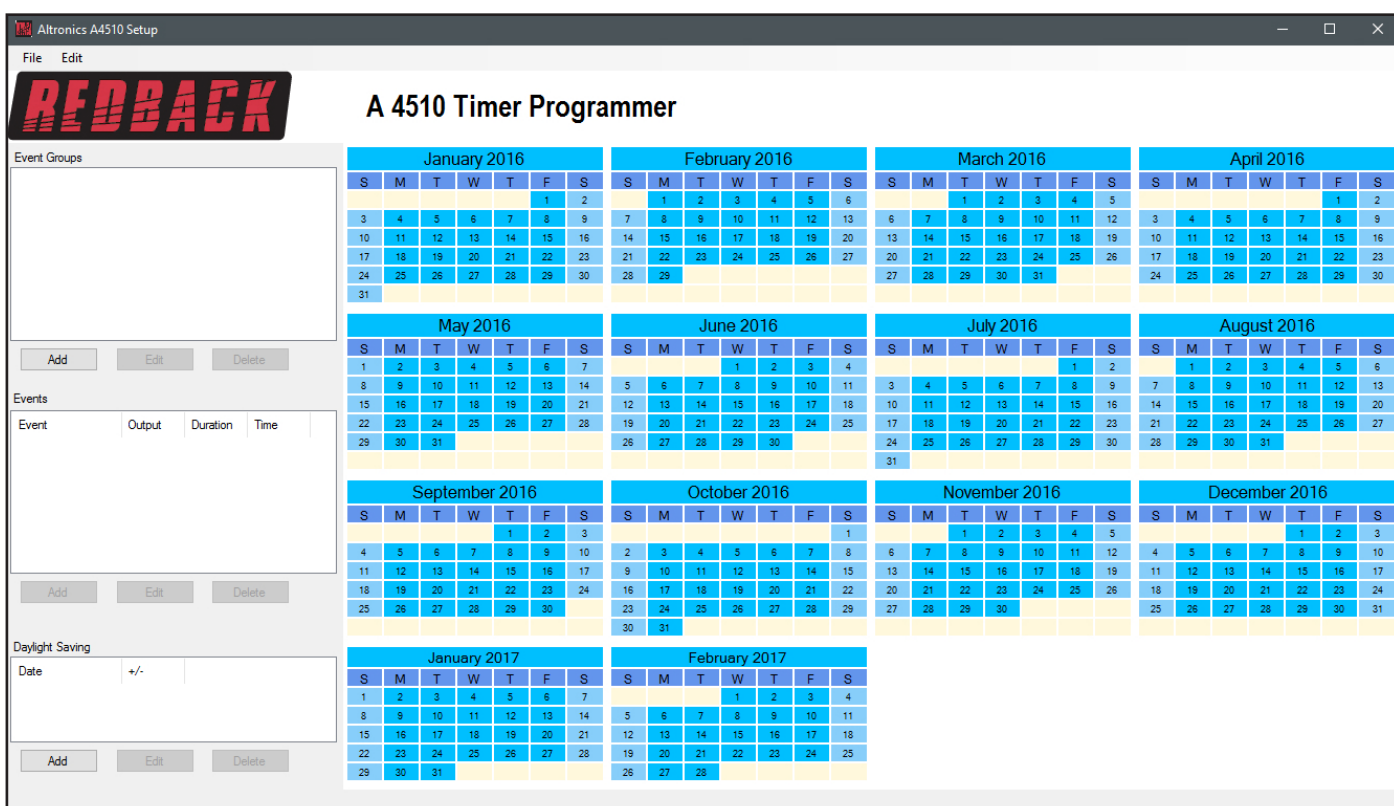 Altronics A4510 Setup
File Edit
REDBACK
A 4510 Timer Programmer
Event Groups
Add Edit Delete
Events
Event Output Duration Time
Add Edit Delete
Daylight Saving
Date +/-
Add Edit Delete
January 2016
S M T W T F S
1 2
3 4 5 6 7 8 9
10 11 12 13 14 15 16
17 18 19 20 21 22 23
24 25 26 27 28 29 30
31
February 2016
S M T W T F S
1 2 3 4 5 6
7 8 9 10 11 12 13
14 15 16 17 18 19 20
21 22 23 24 25 26 27
28 29
March 2016
S M T W T F S
1 2 3 4 5
6 7 8 9 10 11 12
13 14 15 16 17 18 19
20 21 22 23 24 25 26
27 28 29 30 31
April 2016
S M T W T F S
1 2
3 4 5 6 7 8 9
10 11 12 13 14 15 16
17 18 19 20 21 22 23
24 25 26 27 28 29 30
May 2016
S M T W T F S
1 2 3 4 5 6 7
8 9 10 11 12 13 14
15 16 17 18 19 20 21
22 23 24 25 26 27 28
29 30 31
June 2016
S M T W T F S
1 2 3 4
5 6 7 8 9 10 11
12 13 14 15 16 17 18
19 20 21 22 23 24 25
26 27 28 29 30
July 2016
S M T W T F S
1 2
3 4 5 6 7 8 9
10 11 12 13 14 15 16
17 18 19 20 21 22 23
24 25 26 27 28 29 30
31
August 2016
S M T W T F S
1 2 3 4 5 6
7 8 9 10 11 12 13
14 15 16 17 18 19 20
21 22 23 24 25 26 27
28 29 30 31
September 2016
S M T W T F S
1 2 3
4 5 6 7 8 9 10
11 12 13 14 15 16 17
18 19 20 21 22 23 24
25 26 27 28 29 30
October 2016
S M T W T F S
1
2 3 4 5 6 7 8
9 10 11 12 13 14 15
16 17 18 19 20 21 22
23 24 25 26 27 28 29
30 31
November 2016
S M T W T F S
1 2 3 4 5
6 7 8 9 10 11 12
13 14 15 16 17 18 19
20 21 22 23 24 25 26
27 28 29 30
December 2016
S M T W T F S
1 2 3
4 5 6 7 8 9 10
11 12 13 14 15 16 17
18 19 20 21 22 23 24
25 26 27 28 29 30 31
January 2017
S M T W T F S
1 2 3 4 5 6 7
8 9 10 11 12 13 14
15 16 17 18 19 20 21
22 23 24 25 26 27 28
29 30 31
February 2017
S M T W T F S
1 2 3 4
5 6 7 8 9 10 11
12 13 14 15 16 17 18
19 20 21 22 23 24 25
26 27 28